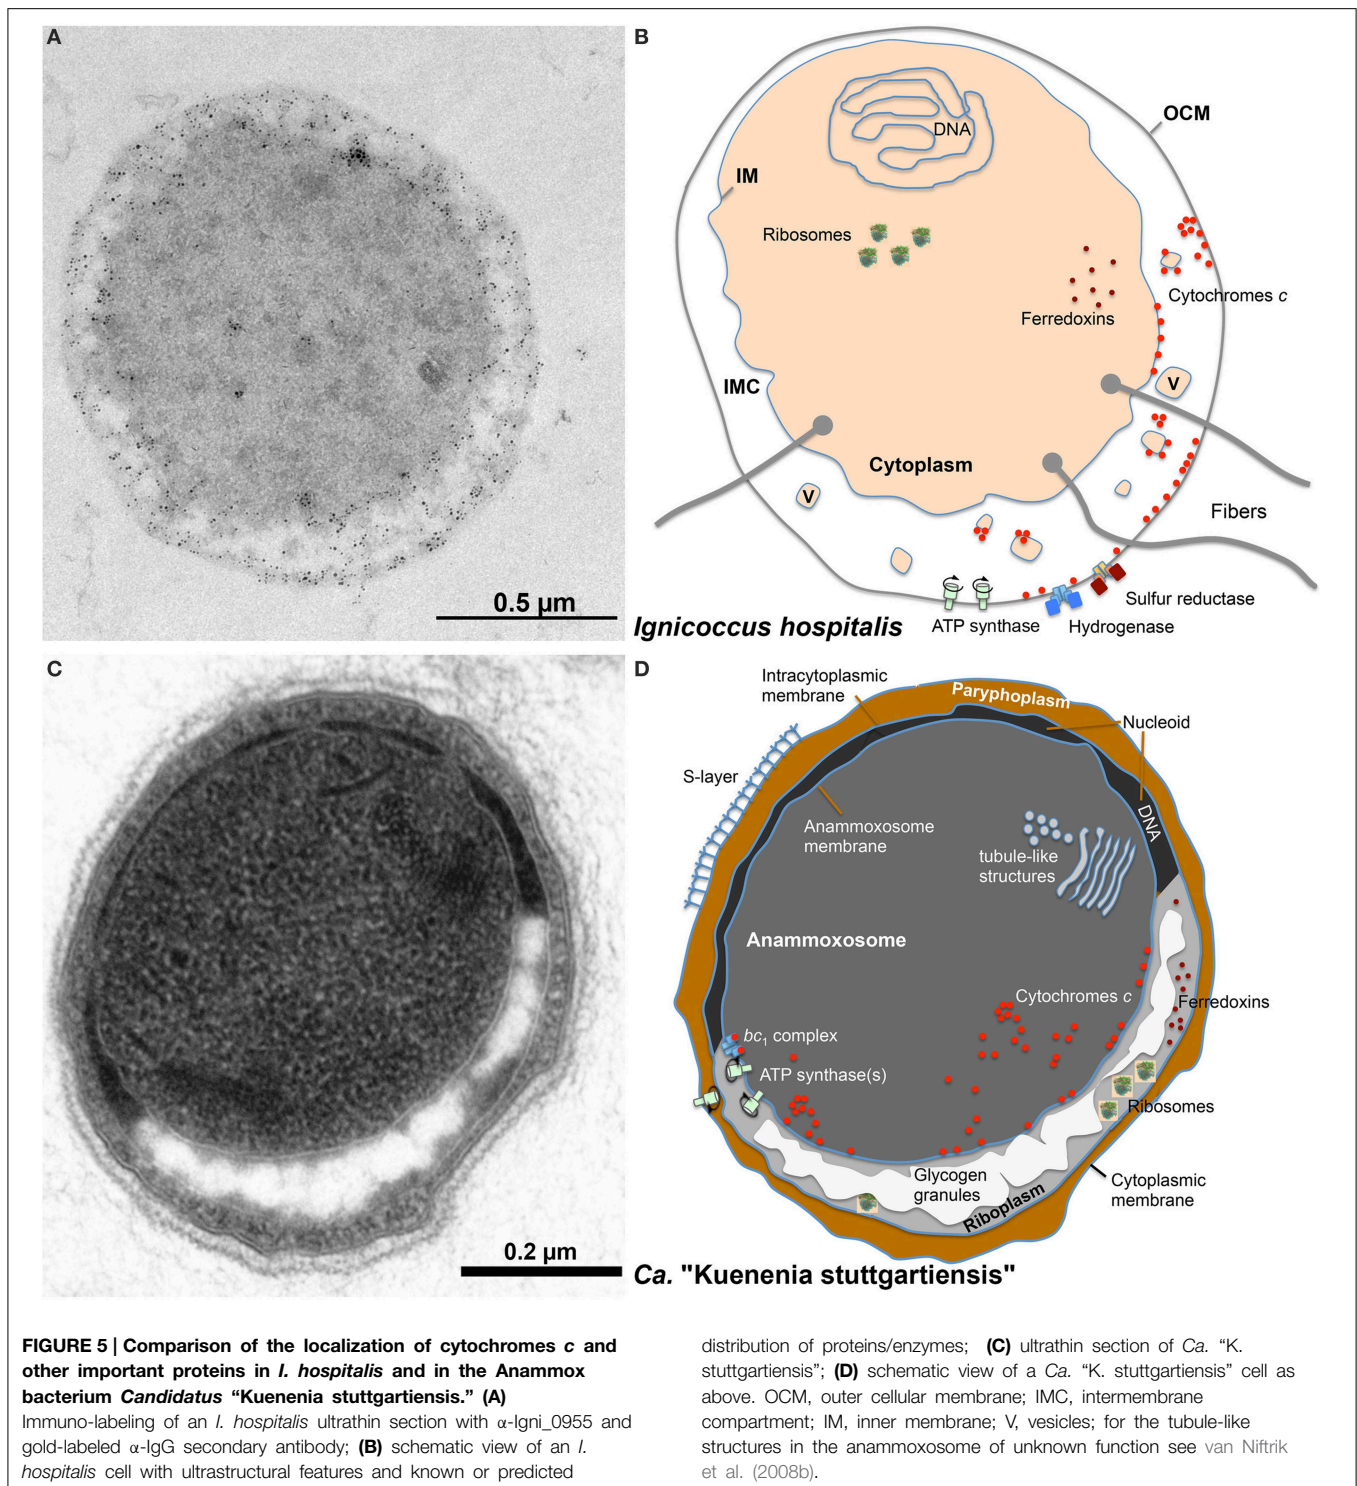 A
0.5 µm
B
DNA
OCM
IM
Ribosomes
Cytochromes c
Ferredoxins
IMC
V
Cytoplasm
V
Fibers
Sulfur reductase
ATP synthase
Hydrogenase
Ignicoccus hospitalis
C
0.2 µm
D
Intracytoplasmic
membrane
Paryphoplasm
Nucleoid
S-layer
DNA
Anammoxosome
membrane
tubule-like
structures
Anammoxosome
Cytochromes c
Ferredoxins
bc1 complex
ATP synthase(s)
Ribosomes
Glycogen
granules
Riboplasm
Cytoplasmic
membrane
Ca. "Kuenenia stuttgartiensis"
FIGURE 5 | Comparison of the localization of cytochromes c and
other important proteins in I. hospitalis and in the Anammox
bacterium Candidatus “Kuenenia stuttgartiensis.” (A)
Immuno-labeling of an I. hospitalis ultrathin section with α-Igni_0955 and
gold-labeled α-IgG secondary antibody; (B) schematic view of an I.
hospitalis cell with ultrastructural features and known or predicted
distribution of proteins/enzymes; (C) ultrathin section of Ca. “K.
stuttgartiensis”; (D) schematic view of a Ca. “K. stuttgartiensis” cell as
above. OCM, outer cellular membrane; IMC, intermembrane
compartment; IM, inner membrane; V, vesicles; for the tubule-like
structures in the anammoxosome of unknown function see van Niftrik
et al. (2008b).